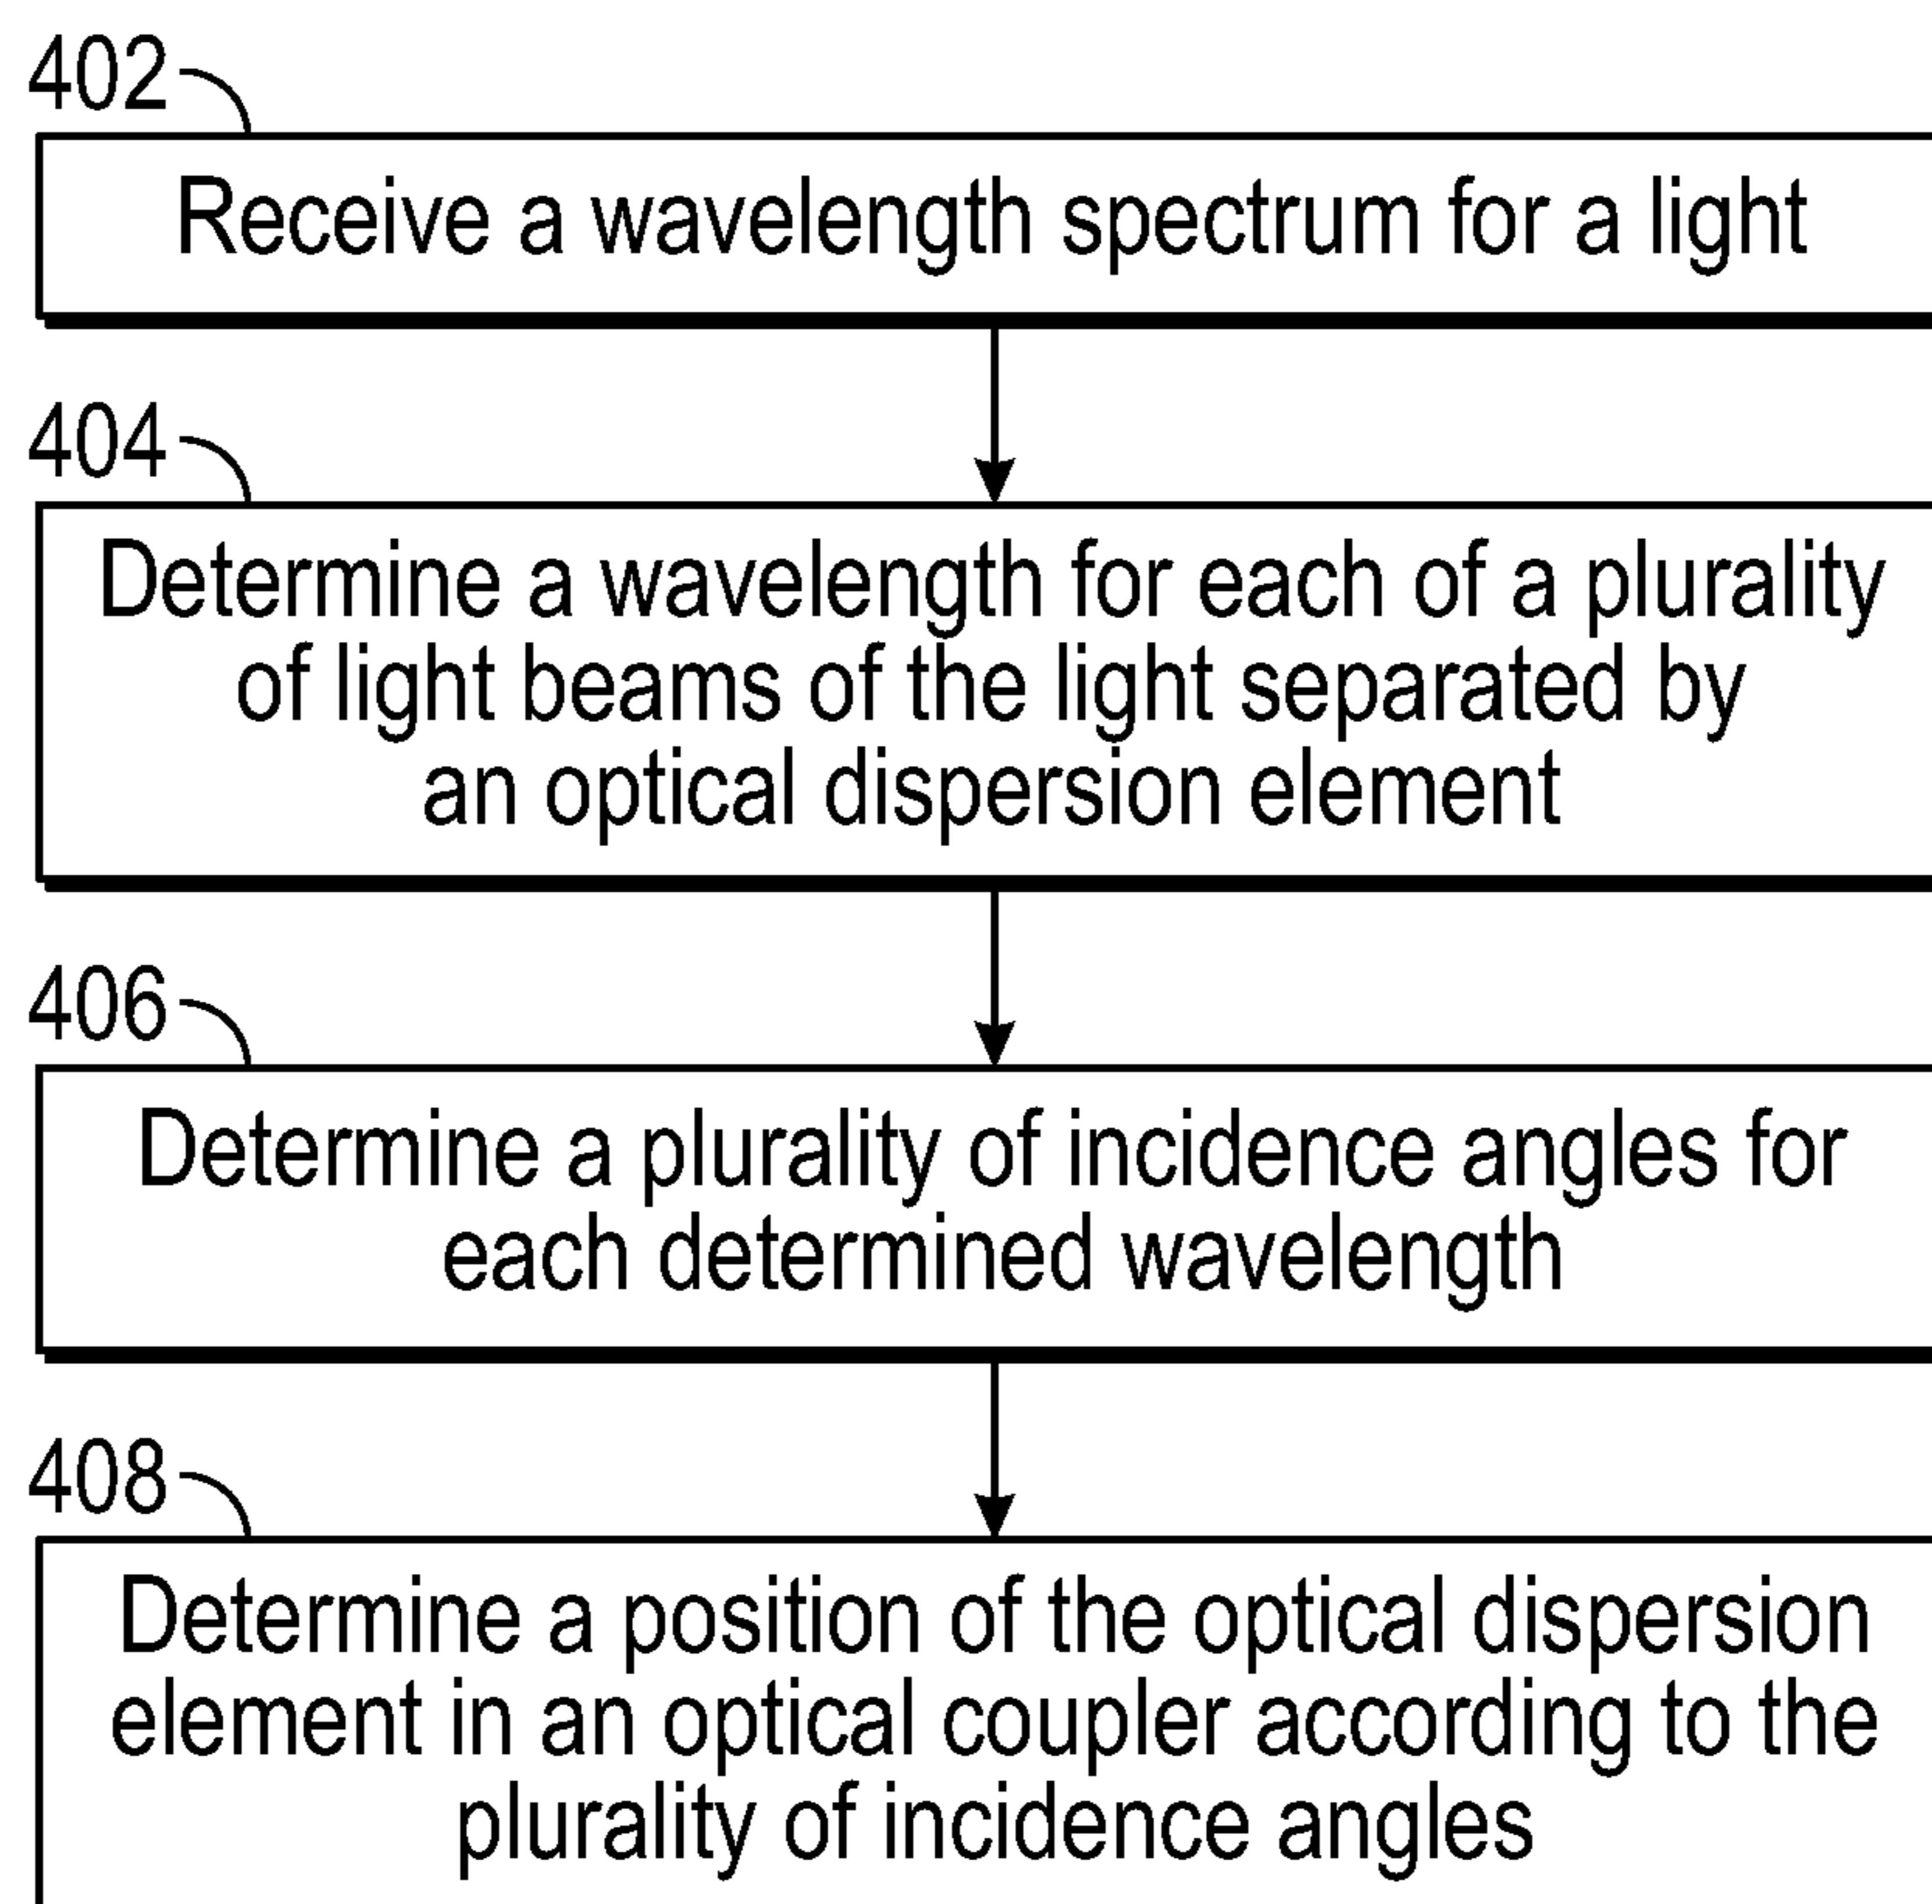 402
Receive a wavelength spectrum for a light
404
Determine a wavelength for each of a plurality
of light beams of the light separated by
an optical dispersion element
406
Determine a plurality of incidence angles for
each determined wavelength
408
Determine a position of the optical dispersion
element in an optical coupler according to the
plurality of incidence angles